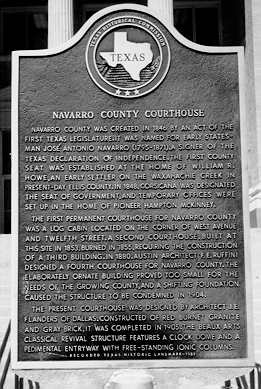 TEXAS HISTORICAL COMMISSION
TEXAS
NAVARRO COUNTY COURTHOUSE
NAVARRO COUNTY WAS CREATED IN 1846 BY AN ACT OF THE
FIRST TEXAS LEGISLATURE. IT WAS NAMED FOR EARLY STATES-
MAN JOSÉ ANTONIO NAVARRO (1795-1871), A SIGNER OF THE
TEXAS DECLARATION OF INDEPENDENCE. THE FIRST COUNTY
SEAT WAS ESTABLISHED AT THE HOME OF WILLIAM R.
HOWE, AN EARLY SETTLER ON THE WAXAHACHIE CREEK IN
PRESENT-DAY ELLIS COUNTY. IN 1848, CORSICANA WAS DESIGNATED
THE SEAT OF GOVERNMENT, AND TEMPORARY OFFICES WERE
SET UP IN THE HOME OF PIONEER HAMPTON MCKINNEY.
THE FIRST PERMANENT COURTHOUSE FOR NAVARRO COUNTY
WAS A LOG CABIN LOCATED ON THE CORNER OF WEST AVENUE
AND TWELFTH STREET. A SECOND COURTHOUSE, BUILT AT
THIS SITE IN 1853, BURNED IN 1855, REQUIRING THE CONSTRUCTION
OF A THIRD BUILDING. IN 1880, AUSTIN ARCHITECT F.E. RUFFINI
DESIGNED A FOURTH COURTHOUSE FOR NAVARRO COUNTY. THE
ELABORATELY ORNATE BUILDING PROVED TOO SMALL FOR THE
NEEDS OF THE GROWING COUNTY, AND A SHIFTING FOUNDATION
CAUSED THE STRUCTURE TO BE CONDEMNED IN 1904.
THE PRESENT COURTHOUSE WAS DESIGNED BY ARCHITECT J.E.
FLANDERS OF DALLAS. CONSTRUCTED OF RED BURNET GRANITE
AND GRAY BRICK, IT WAS COMPLETED IN 1905. THE BEAUX ARTS
CLASSICAL REVIVAL STRUCTURE FEATURES A CLOCK DOME AND A
PEDIMENTAL ENTRYWAY WITH FREE-STANDING IONIC COLUMNS.
RECORDED TEXAS HISTORIC LANDMARK